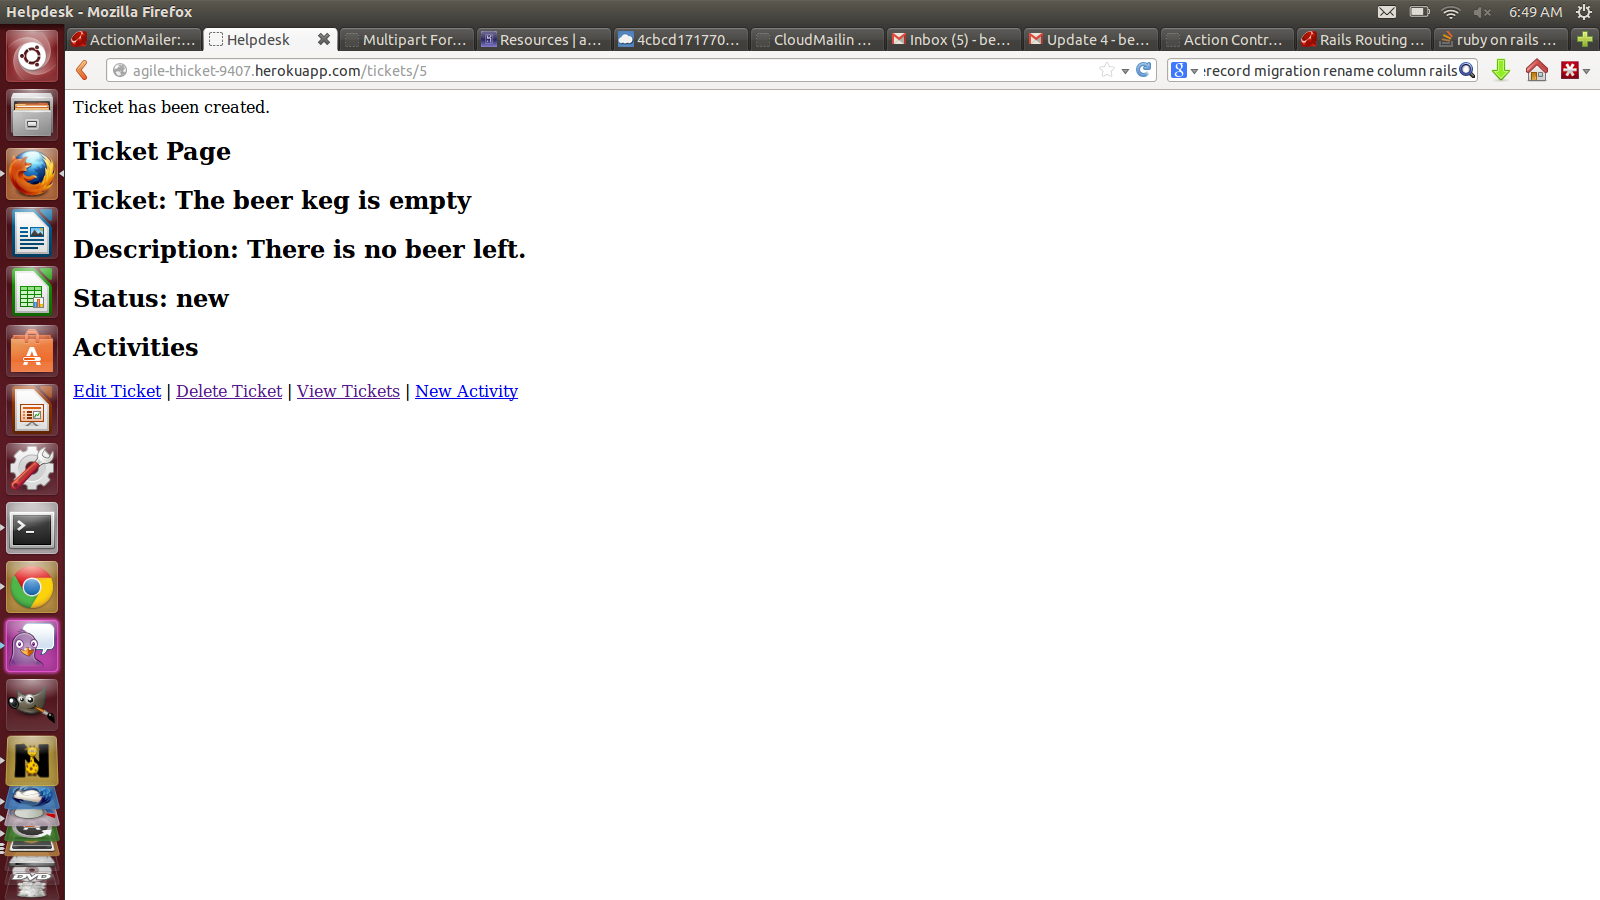 Helpdesk - Mozilla Firefox
6:49 AM
ActionMailer:...
Helpdesk
Multipart For...
Resources | a...
4cbcd171770...
CloudMailin ...
Inbox (5) - be...
Update 4 - be...
Action Contr...
Rails Routing ...
ruby on rails ...
agile-thicket-9407.herokuapp.com/tickets/5
record migration rename column rails
Ticket has been created.
Ticket Page
Ticket: The beer keg is empty
Description: There is no beer left.
Status: new
Activities
Edit Ticket | Delete Ticket | View Tickets | New Activity
DVD